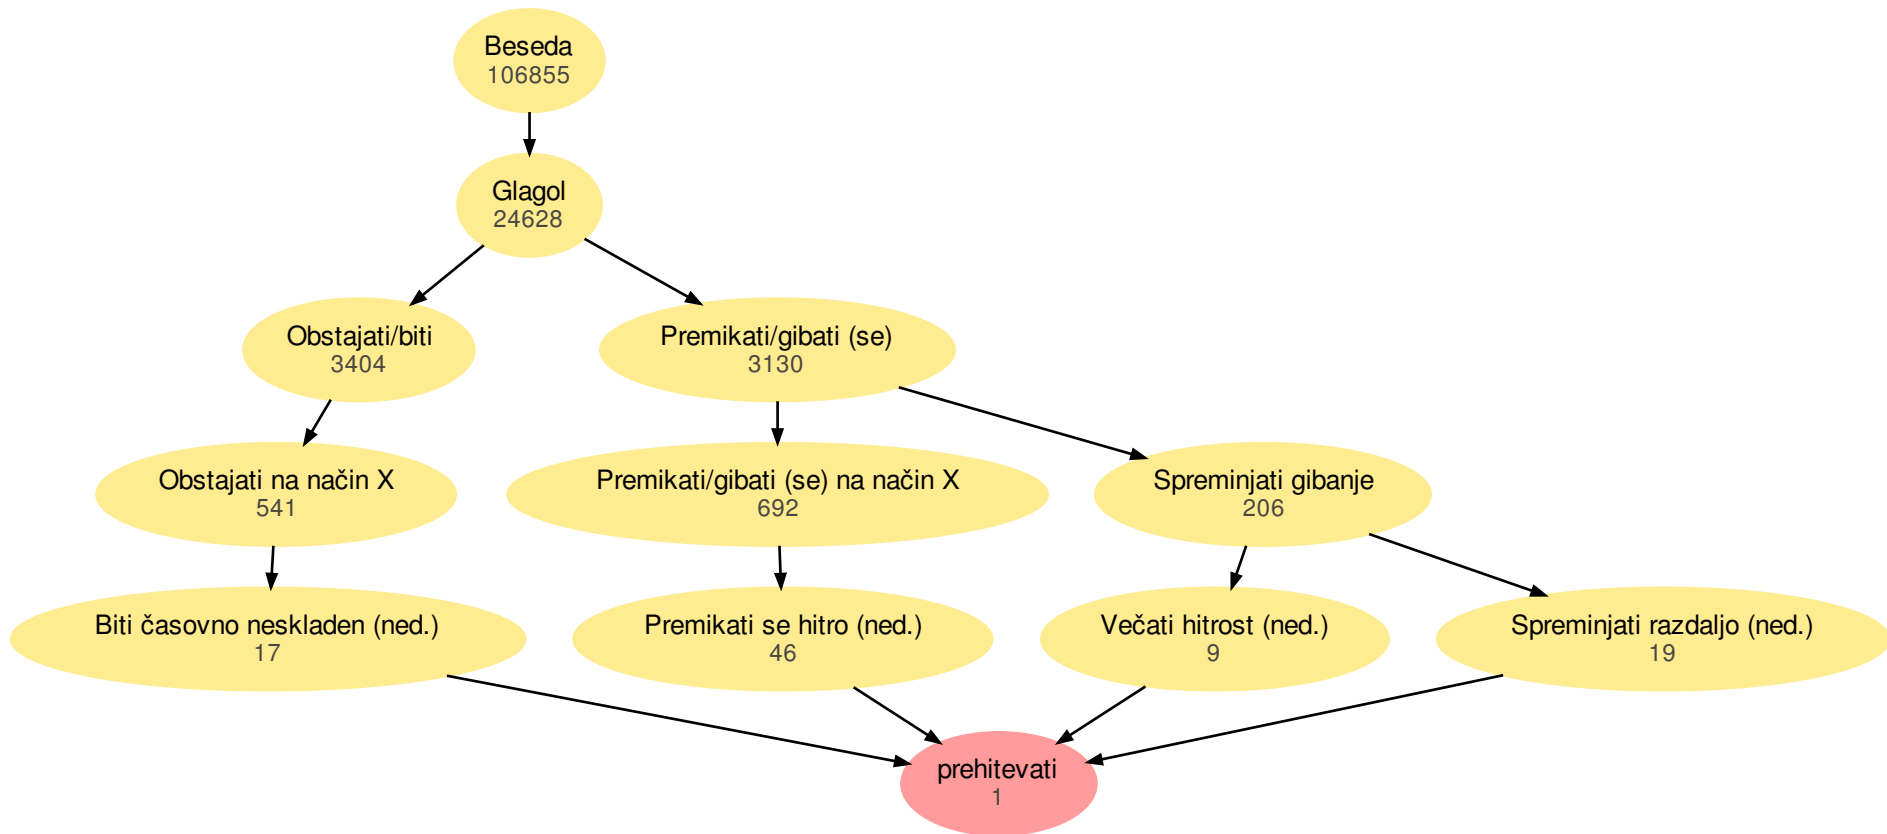 Beseda
106855
Glagol
24628
Obstajati/biti
3404
Premikati/gibati (se)
3130
Obstajati na način X
541
Premikati/gibati (se) na način X
692
Spreminjati gibanje
206
Biti časovno neskladen (ned.)
17
Premikati se hitro (ned.)
46
Večati hitrost (ned.)
9
Spreminjati razdaljo (ned.)
19
prehitevati
1